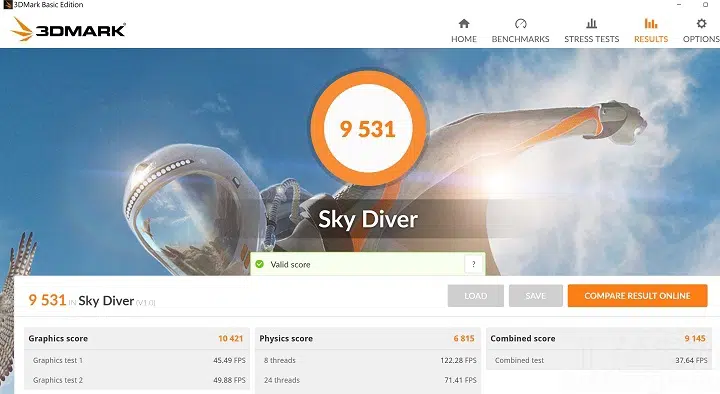 3DMark Basic Edition
3DMARK
HOME BENCHMARKS STRESS TESTS RESULTS OPTIONS
9 531
Sky Diver
Valid score ?
9 531 IN Sky Diver (V1.0) LOAD SAVE COMPARE RESULT ONLINE
Graphics score 10 421 Physics score 6 815 Combined score 9 145
Graphics test 1 45.49 FPS 8 threads 122.28 FPS Combined test 37.64 FPS
Graphics test 2 49.88 FPS 24 threads 71.41 FPS